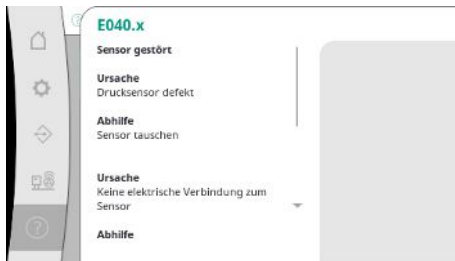 E040.x
Sensor gestört
Ursache
Drucksensor defekt
Abhilfe
Sensor tauschen
Ursache
Keine elektrische Verbindung zum
Sensor
Abhilfe